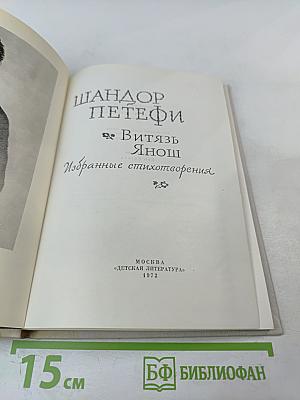 ШАНДОР
ПЕТЕФИ
Витязь
Янош
Избранные стихотворения
МОСКВА
«ДЕТСКАЯ ЛИТЕРАТУРА»
1972
15 см
БФ БИБЛИОФАН